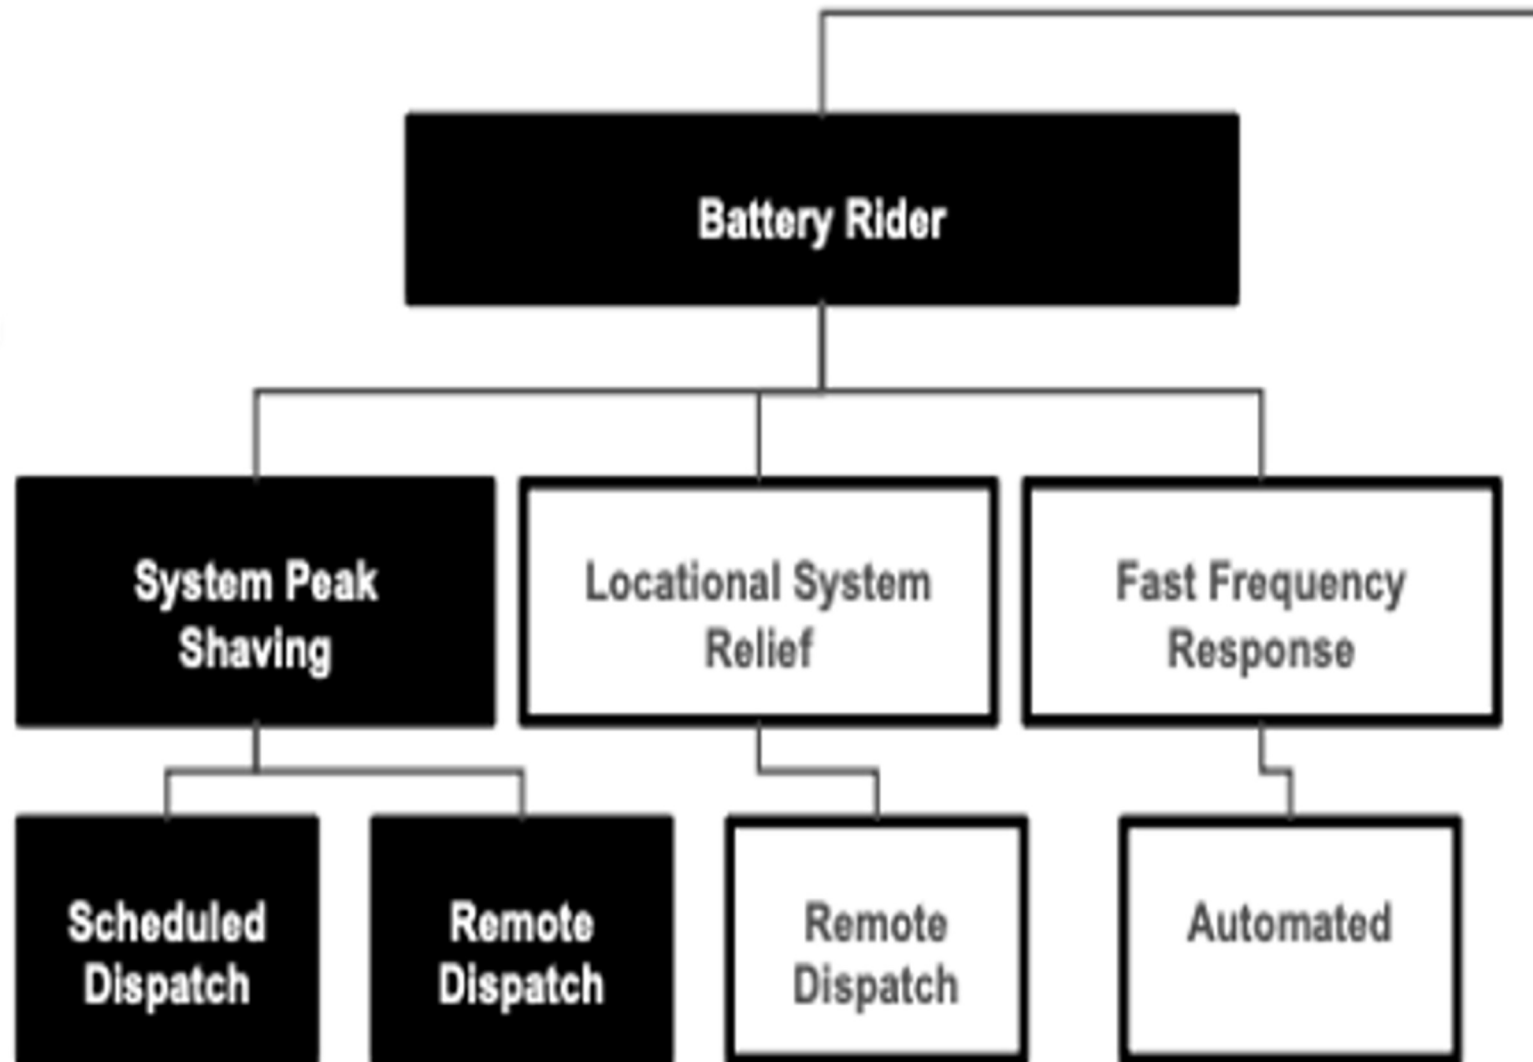 Battery Rider
System Peak
Shaving
Locational System
Relief
Fast Frequency
Response
Scheduled
Dispatch
Remote
Dispatch
Remote
Dispatch
Automated